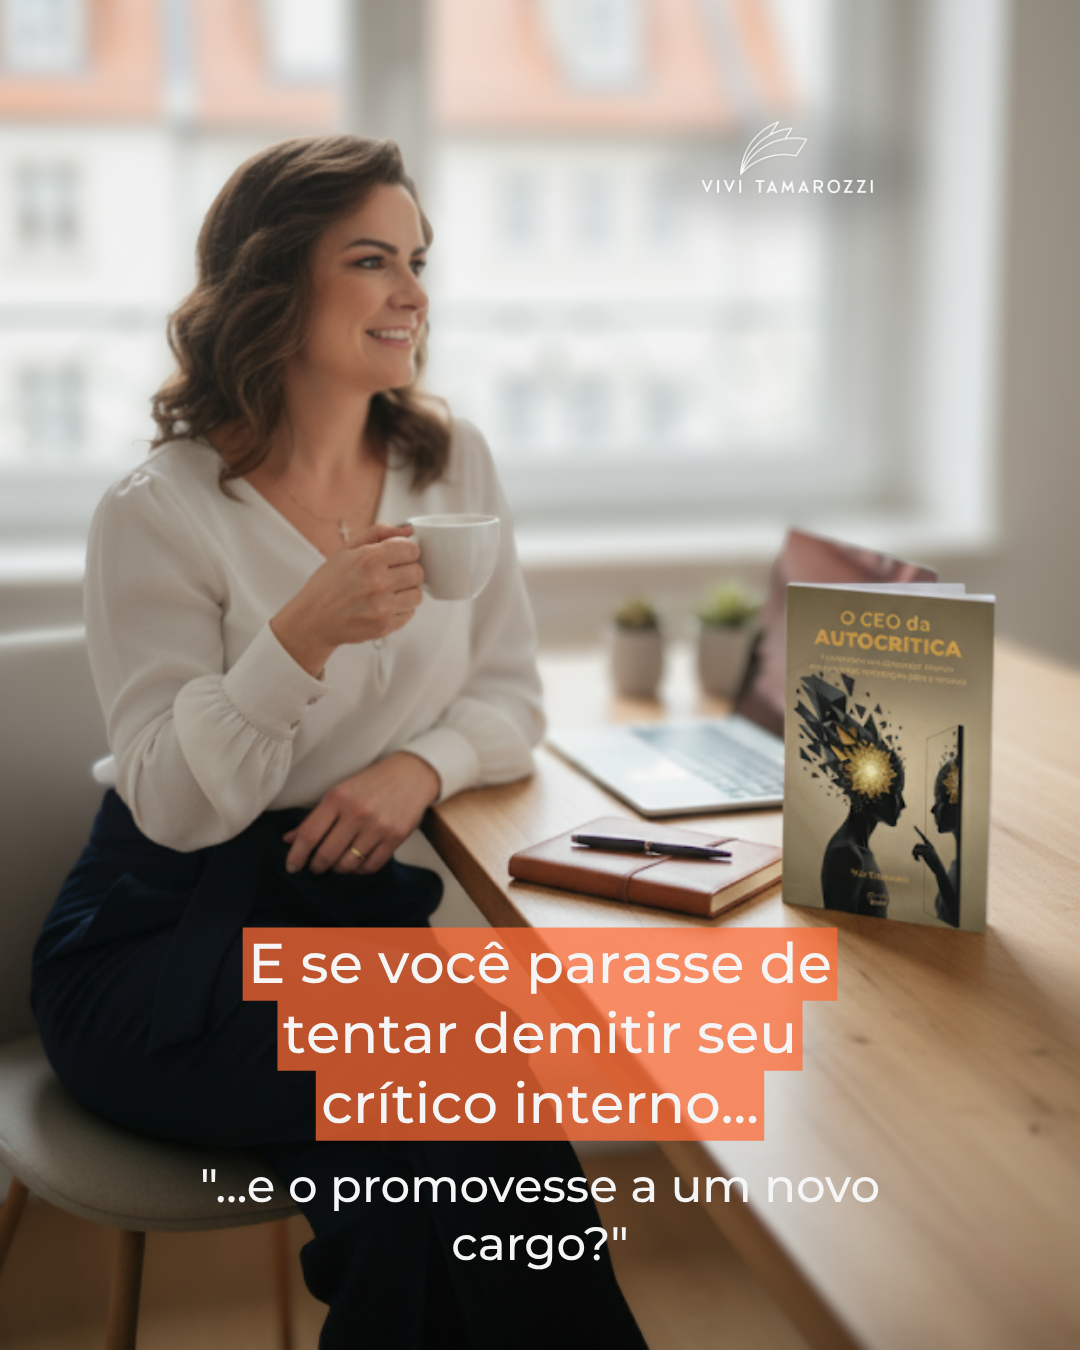 VIVI TAMAROZZI
O CEO da
AUTOCRÍTICA
E se você parasse de
tentar demitir seu
crítico interno...
"...e o promovesse a um novo
cargo?"